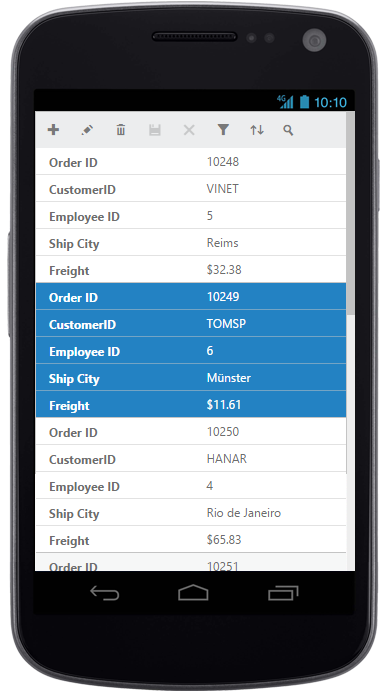 4G 10:10
Order ID 10248
CustomerID VINET
Employee ID 5
Ship City Reims
Freight $32.38
Order ID 10249
CustomerID TOMSP
Employee ID 6
Ship City Münster
Freight $11.61
Order ID 10250
CustomerID HANAR
Employee ID 4
Ship City Rio de Janeiro
Freight $65.83
Order ID 10251